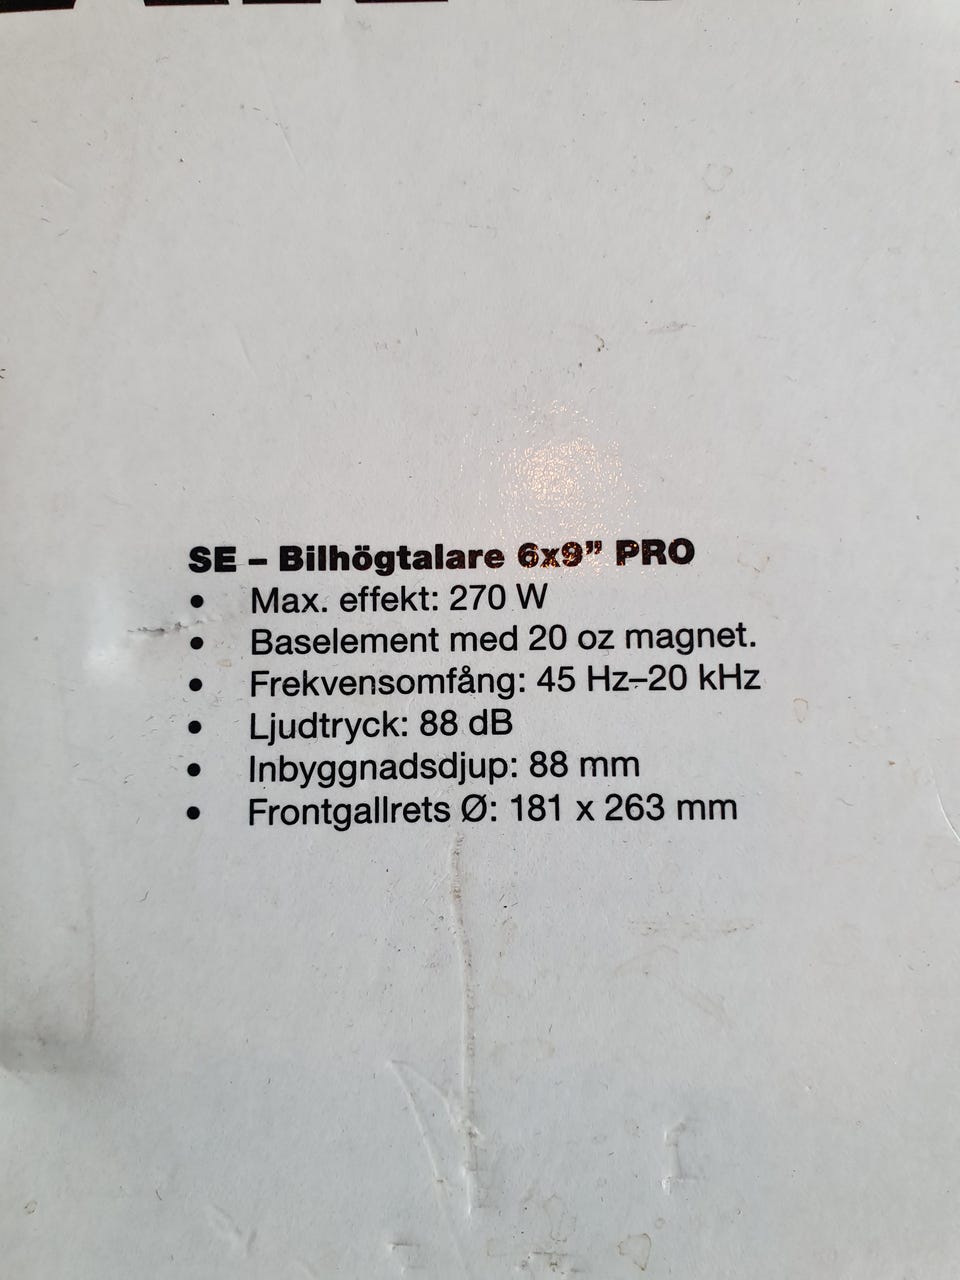 SE – Bilhögtalare 6x9” PRO
• Max. effekt: 270 W
• Baselement med 20 oz magnet.
• Frekvensomfång: 45 Hz–20 kHz
• Ljudtryck: 88 dB
• Inbyggnadsdjup: 88 mm
• Frontgallrets Ø: 181 x 263 mm